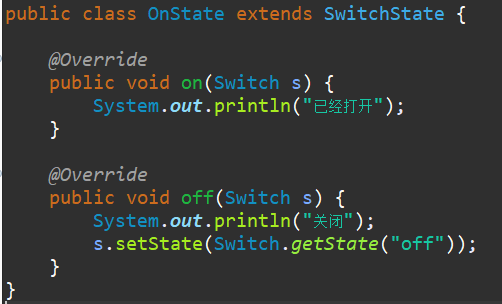 public class OnState extends SwitchState {
@Override
public void on(Switch s) {
System.out.println("已经打开");
}
@Override
public void off(Switch s) {
System.out.println("关闭");
s.setState(Switch.getState("off"));
}
}